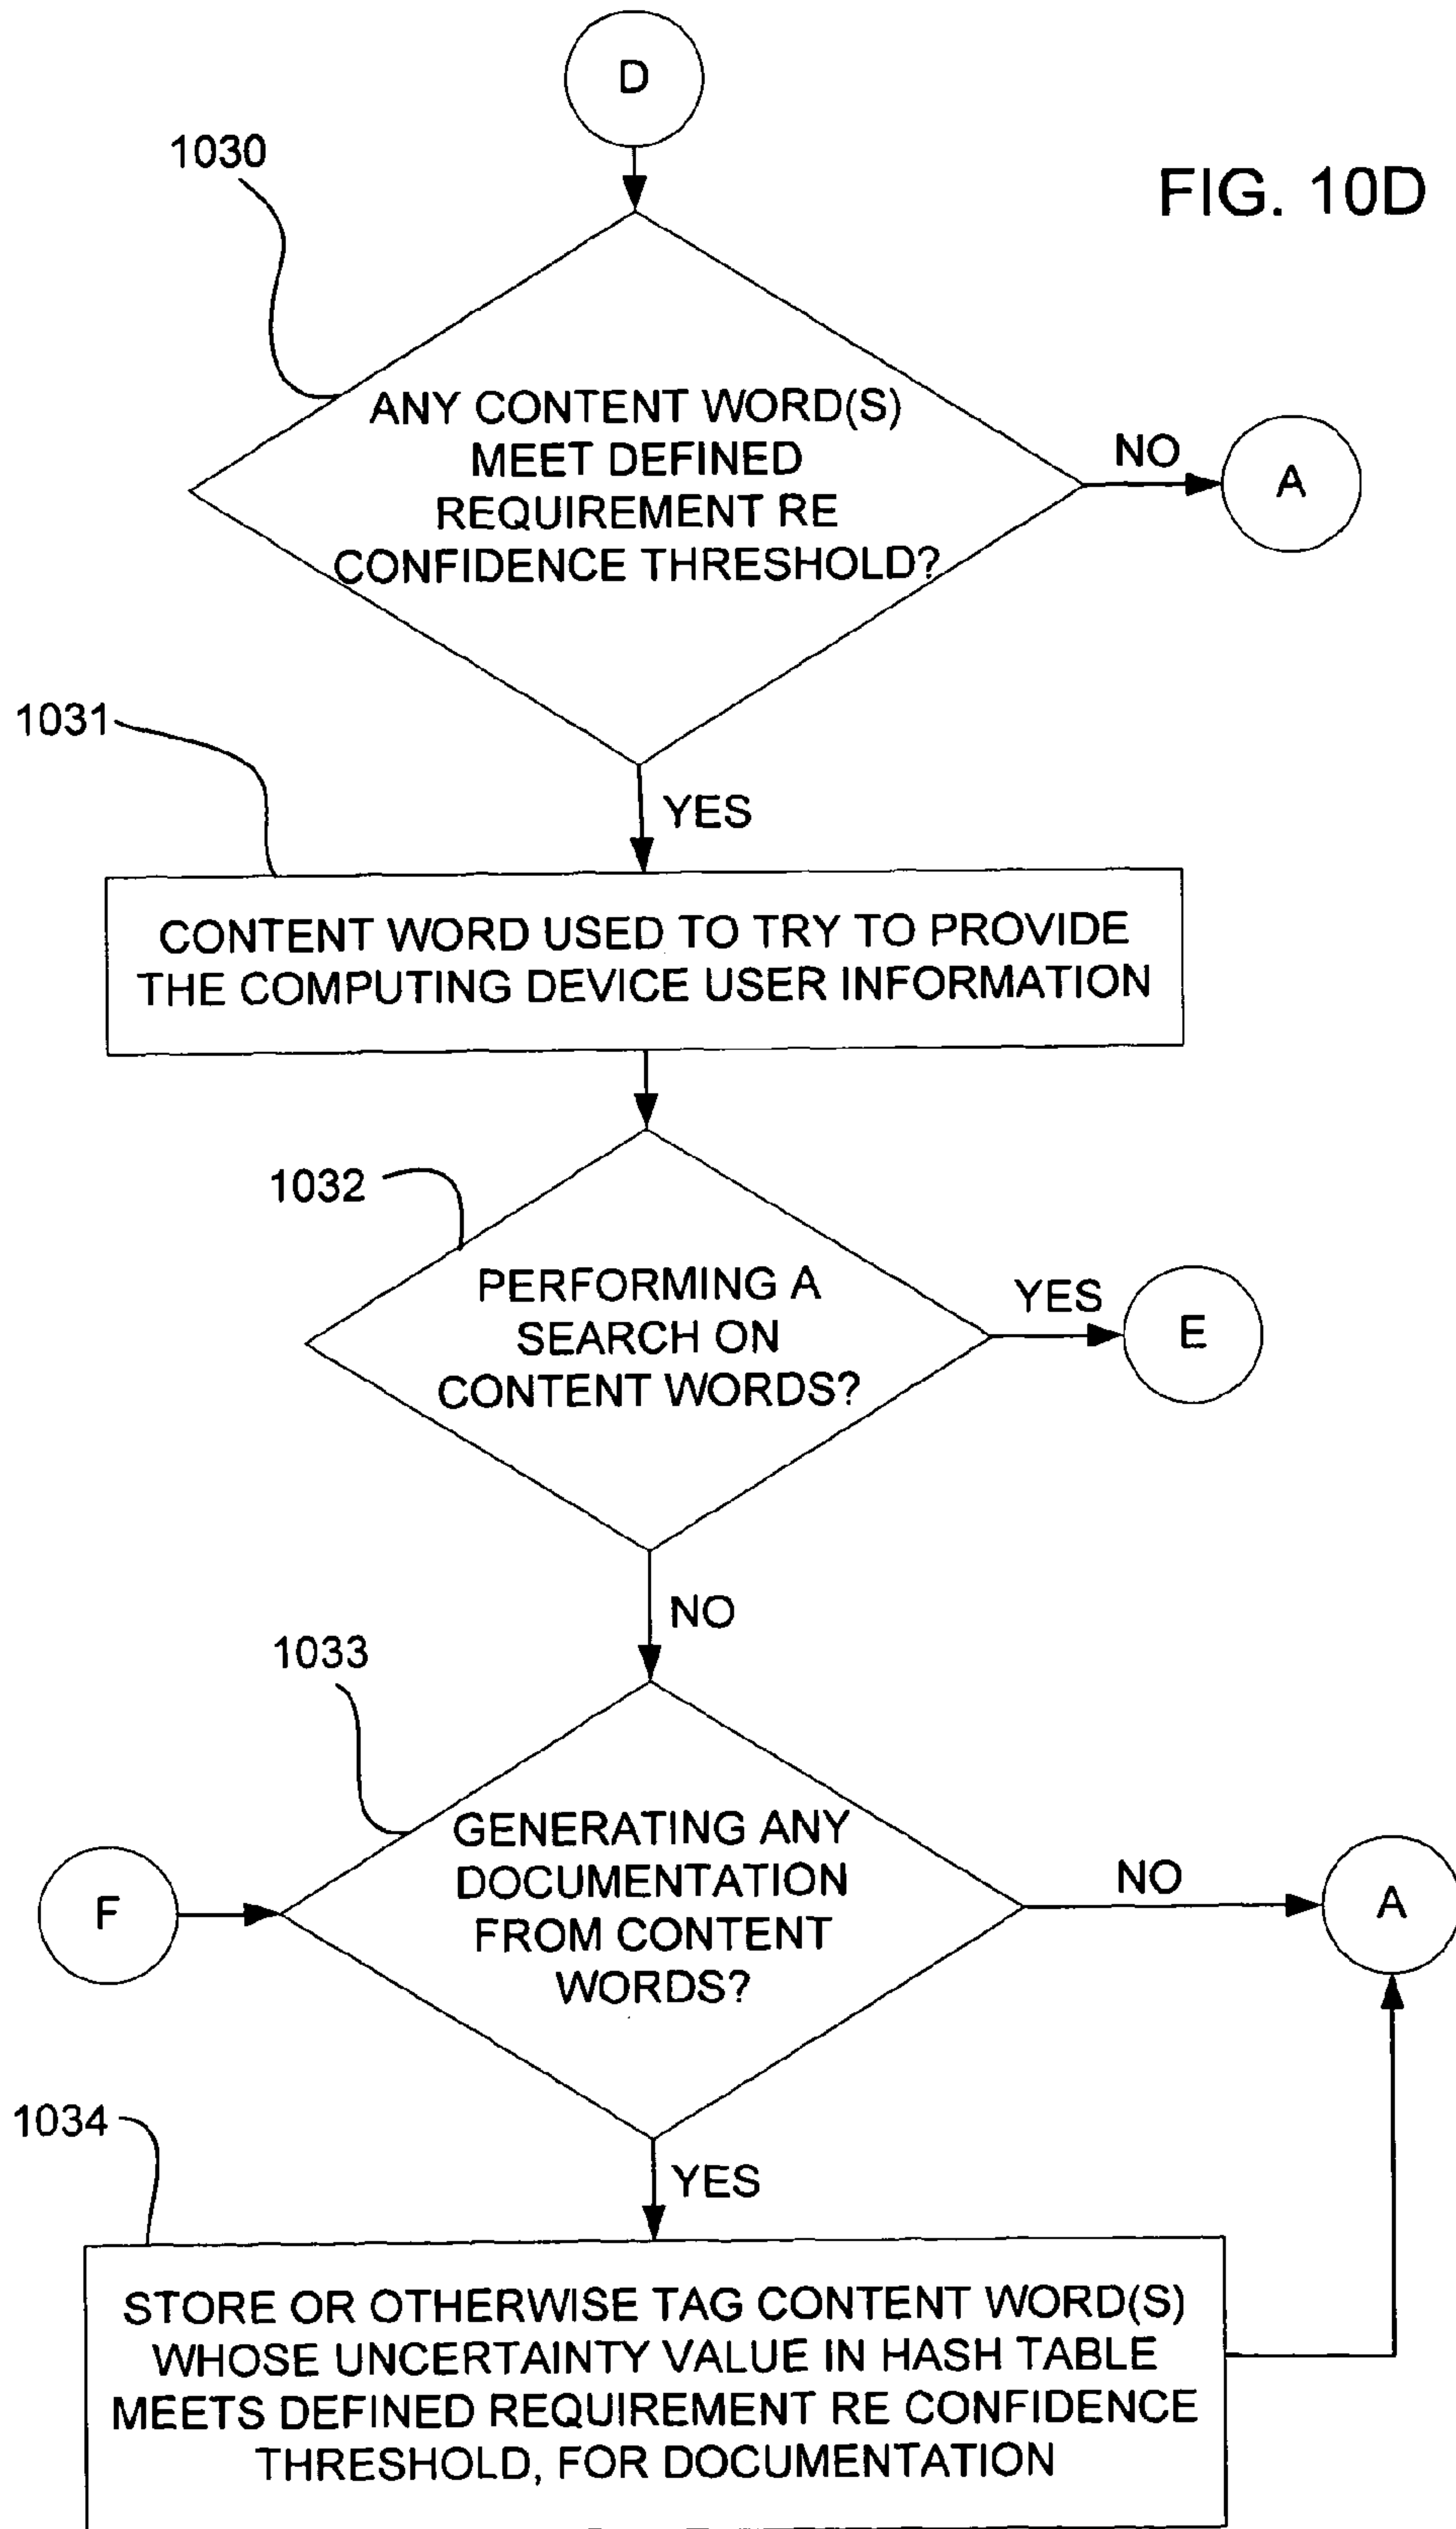 D
1030
FIG. 10D
ANY CONTENT WORD(S)
MEET DEFINED
REQUIREMENT RE
CONFIDENCE THRESHOLD?
NO
A
1031
YES
CONTENT WORD USED TO TRY TO PROVIDE
THE COMPUTING DEVICE USER INFORMATION
1032
PERFORMING A
SEARCH ON
CONTENT WORDS?
YES
E
NO
1033
GENERATING ANY
DOCUMENTATION
FROM CONTENT
WORDS?
F
NO
A
1034
YES
STORE OR OTHERWISE TAG CONTENT WORD(S)
WHOSE UNCERTAINTY VALUE IN HASH TABLE
MEETS DEFINED REQUIREMENT RE CONFIDENCE
THRESHOLD, FOR DOCUMENTATION